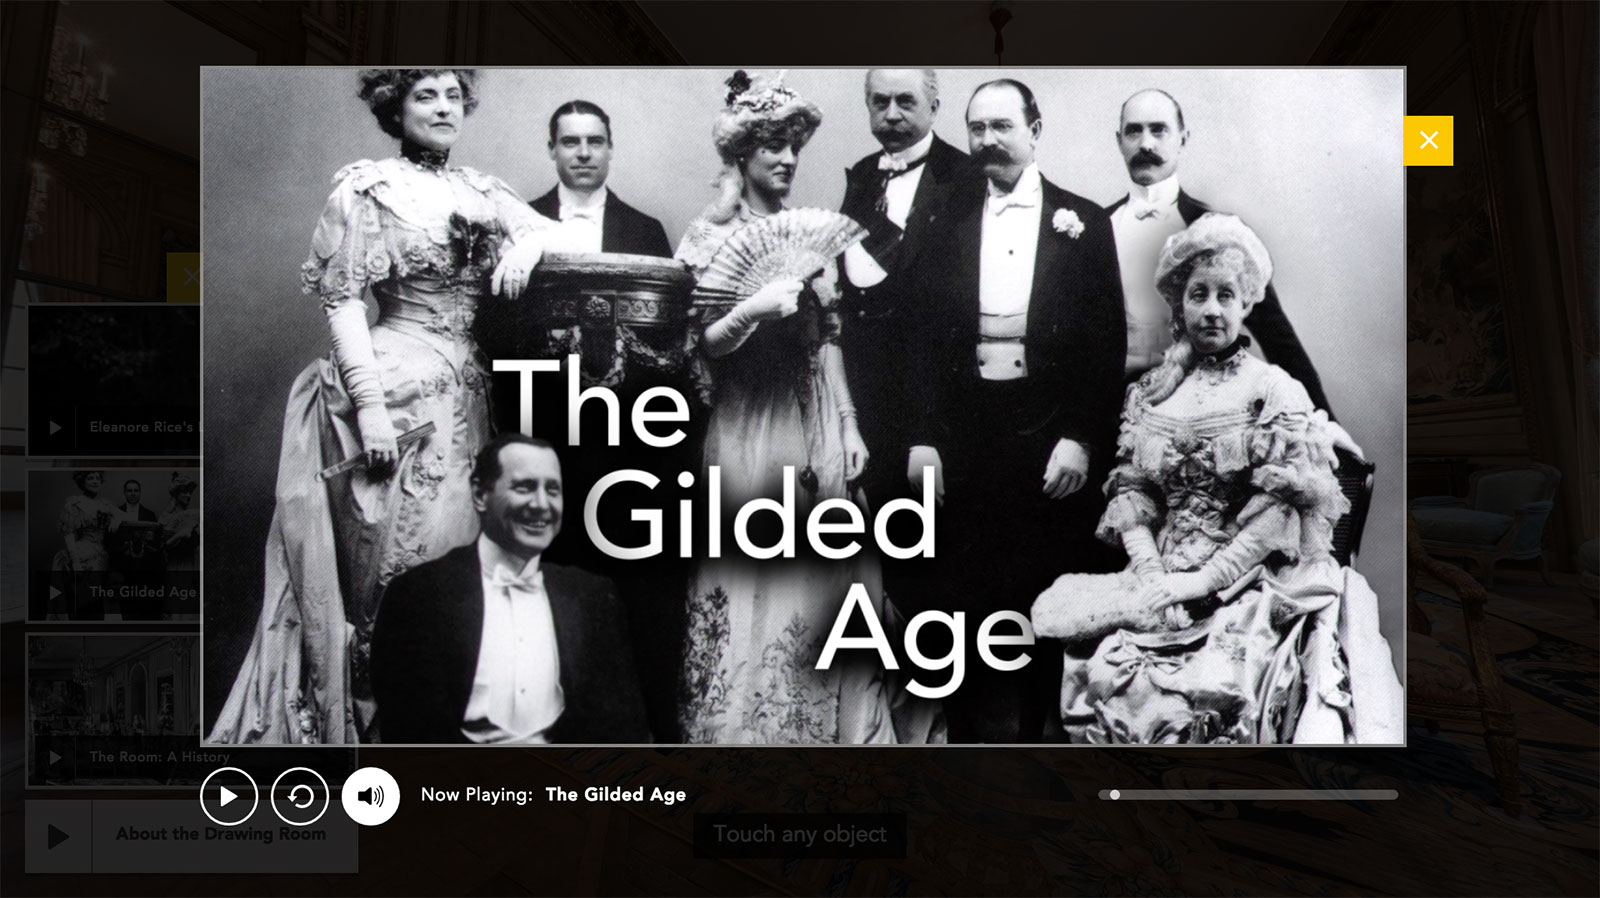 The
Gilded
Age
Eleanore Rice's
The Gilded Age
The Room: A History
About the Drawing Room
Now Playing: The Gilded Age
Touch any object